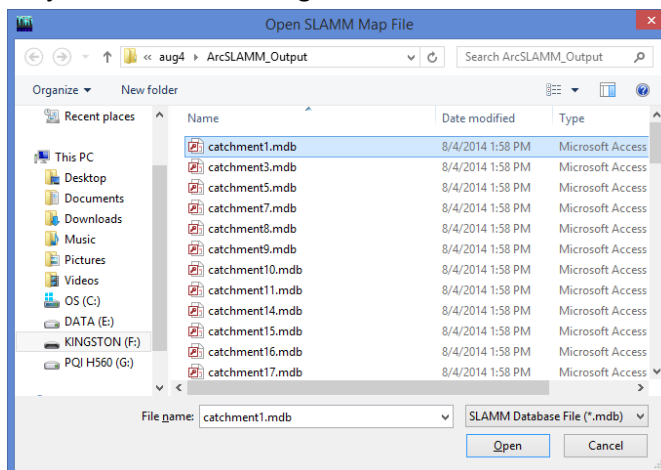 Open SLAMM Map File
« aug4 ▸ ArcSLAMM_Output
Search ArcSLAMM_Output
Organize
New folder
Recent places
This PC
Desktop
Documents
Downloads
Music
Pictures
Videos
OS (C:)
DATA (E:)
KINGSTON (F:)
PQI H560 (G:)
Name Date modified Type
catchment1.mdb 8/4/2014 1:58 PM Microsoft Access
catchment3.mdb 8/4/2014 1:58 PM Microsoft Access
catchment5.mdb 8/4/2014 1:58 PM Microsoft Access
catchment7.mdb 8/4/2014 1:58 PM Microsoft Access
catchment8.mdb 8/4/2014 1:58 PM Microsoft Access
catchment9.mdb 8/4/2014 1:58 PM Microsoft Access
catchment10.mdb 8/4/2014 1:58 PM Microsoft Access
catchment11.mdb 8/4/2014 1:58 PM Microsoft Access
catchment14.mdb 8/4/2014 1:58 PM Microsoft Access
catchment15.mdb 8/4/2014 1:58 PM Microsoft Access
catchment16.mdb 8/4/2014 1:58 PM Microsoft Access
catchment17.mdb 8/4/2014 1:58 PM Microsoft Access
File name: catchment1.mdb SLAMM Database File (*.mdb)
Open Cancel